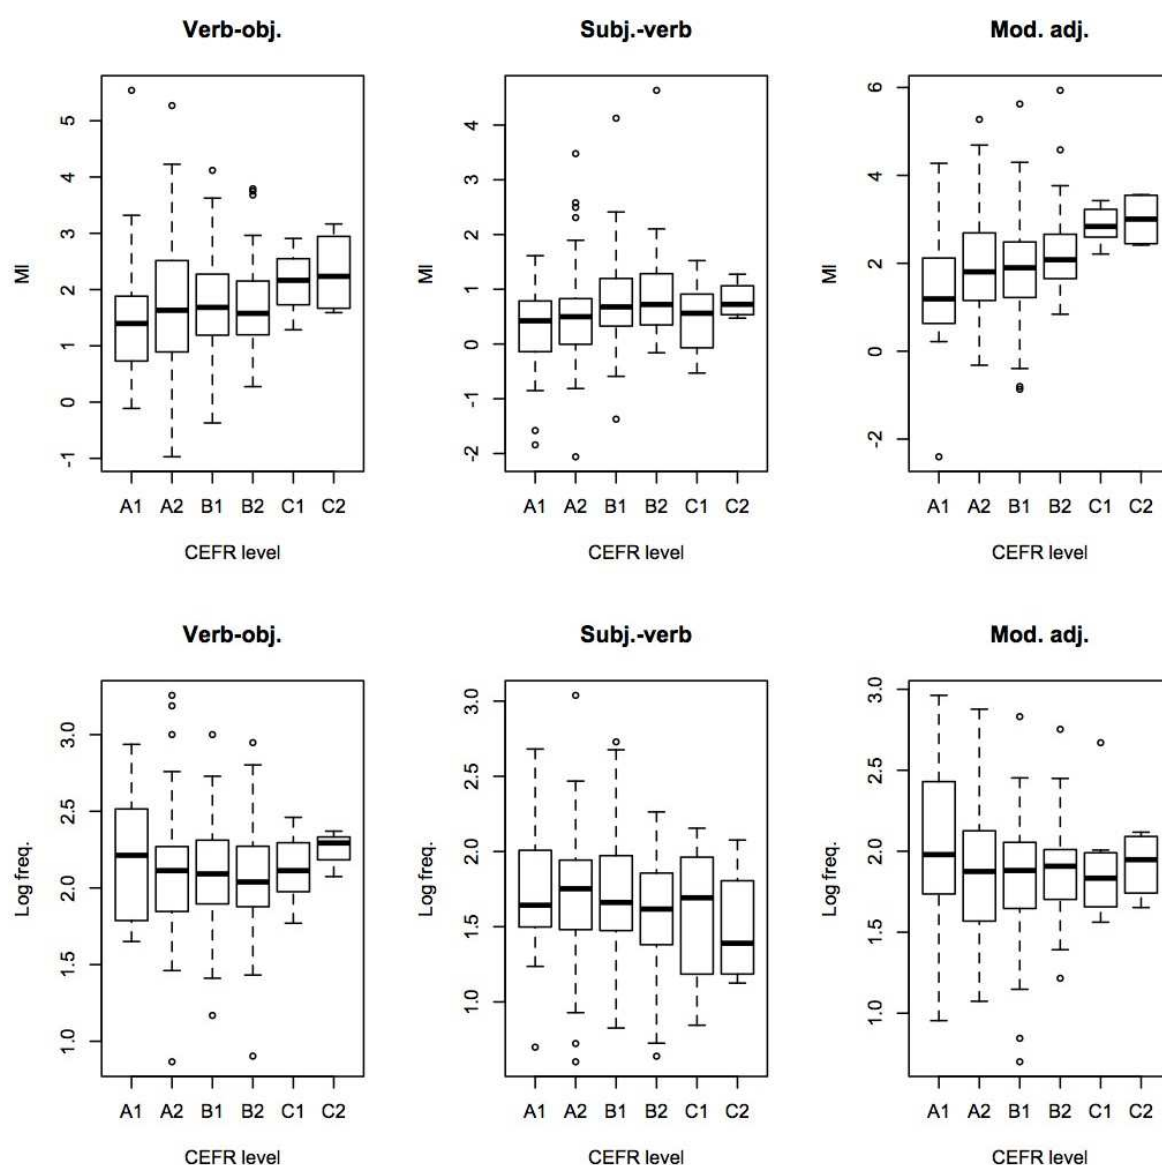 Verb-obj.
Subj.-verb
Mod. adj.
MI
5
4
3
2
1
0
-1
A1 A2 B1 B2 C1 C2
CEFR level
MI
4
3
2
1
0
-1
-2
A1 A2 B1 B2 C1 C2
CEFR level
MI
6
4
2
0
-2
A1 A2 B1 B2 C1 C2
CEFR level
Verb-obj.
Subj.-verb
Mod. adj.
Log freq.
3.0
2.5
2.0
1.5
1.0
A1 A2 B1 B2 C1 C2
CEFR level
Log freq.
3.0
2.5
2.0
1.5
1.0
A1 A2 B1 B2 C1 C2
CEFR level
Log freq.
3.0
2.5
2.0
1.5
1.0
A1 A2 B1 B2 C1 C2
CEFR level